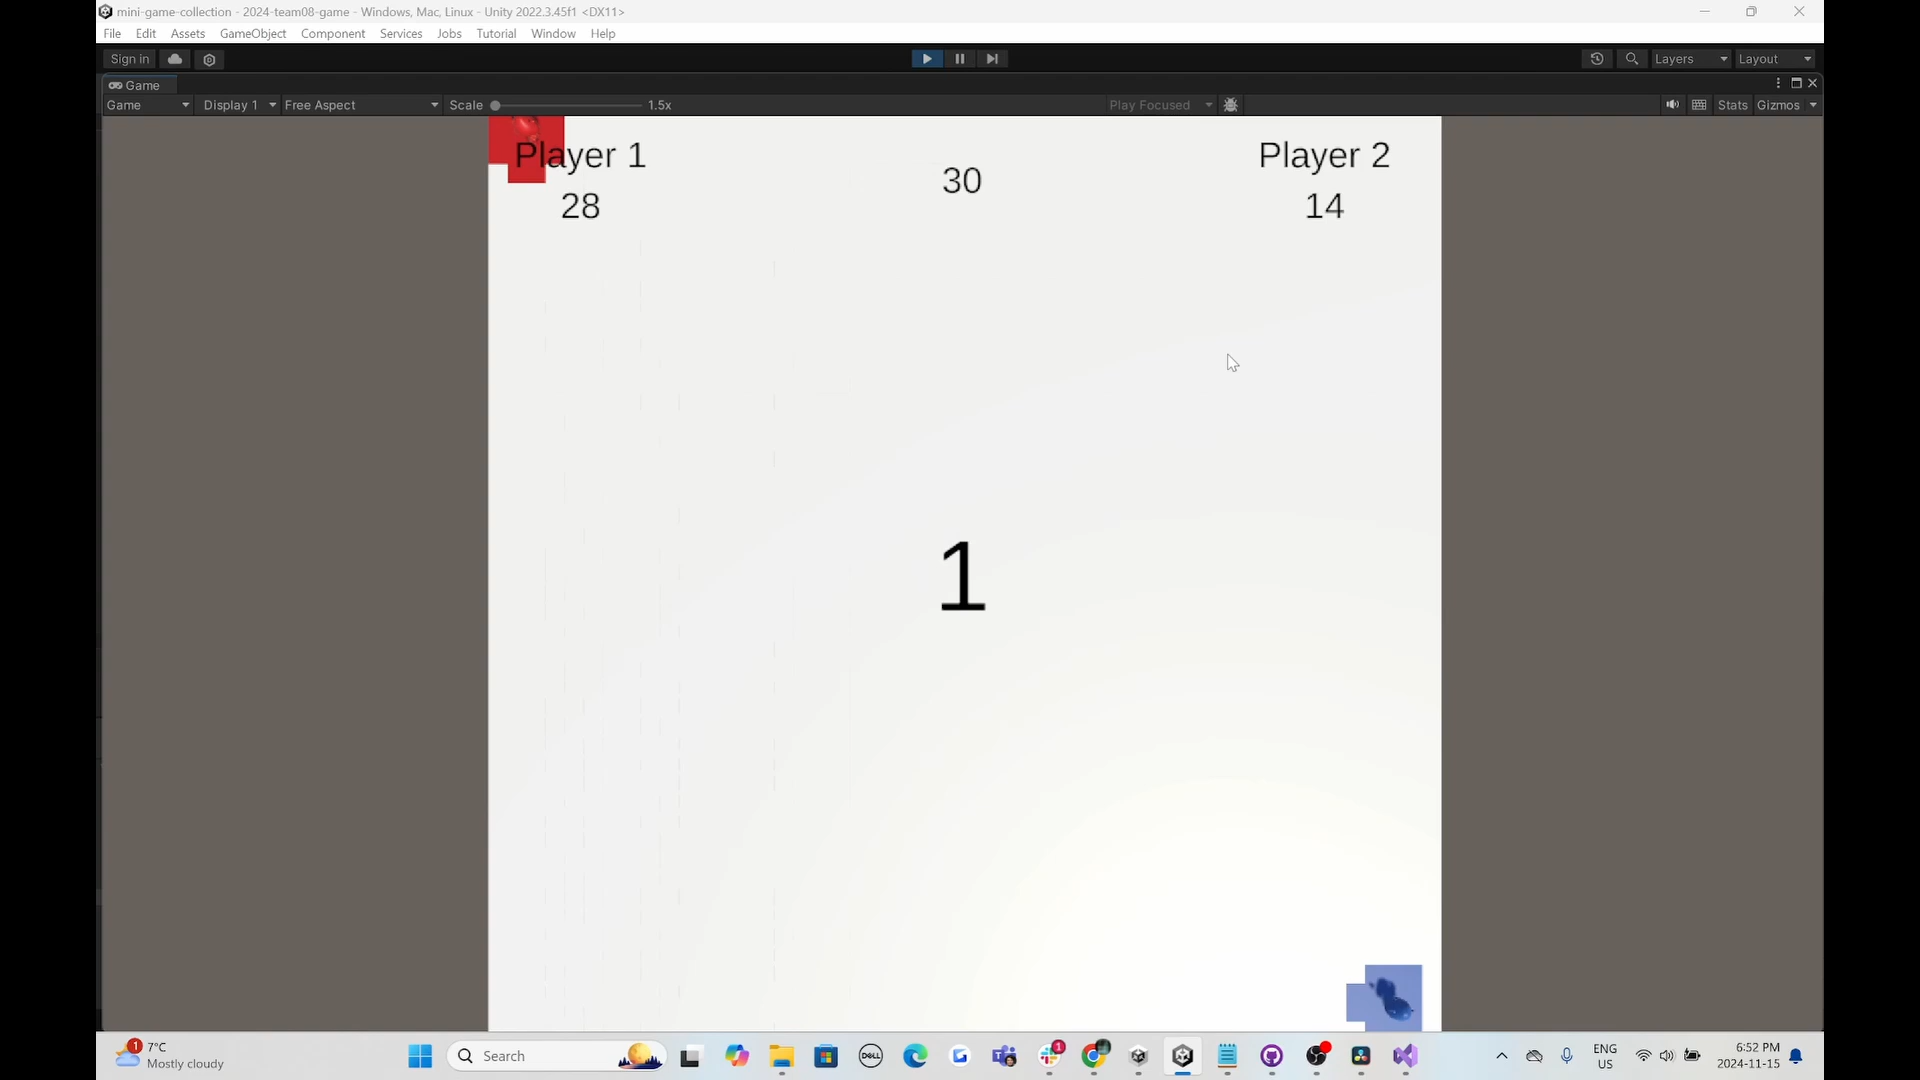 mini-game-collection - 2024-team08-game - Windows, Mac, Linux - Unity 2022.3.45f1 <DX11>
File Edit Assets GameObject Component Services Jobs Tutorial Window Help
Sign in Layers Layout
Game
Game Display 1 Free Aspect Scale 1.5x Play Focused Stats Gizmos
Player 1 Player 2
30
28 14
1
1
7°C
Mostly cloudy
Search
DELL
1
ENG
US
6:52 PM
2024-11-15